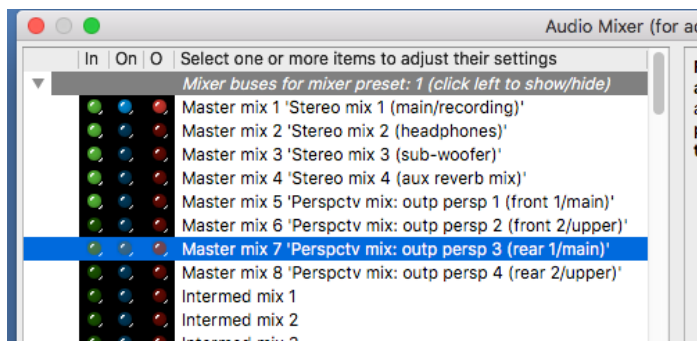 Audio Mixer (for
In On O Select one or more items to adjust their settings
Mixer buses for mixer preset: 1 (click left to show/hide)
Master mix 1 'Stereo mix 1 (main/recording)'
Master mix 2 'Stereo mix 2 (headphones)'
Master mix 3 'Stereo mix 3 (sub-woofer)'
Master mix 4 'Stereo mix 4 (aux reverb mix)'
Master mix 5 'Perspctv mix: outp persp 1 (front 1/main)'
Master mix 6 'Perspctv mix: outp persp 2 (front 2/upper)'
Master mix 7 'Perspctv mix: outp persp 3 (rear 1/main)'
Master mix 8 'Perspctv mix: outp persp 4 (rear 2/upper)'
Intermed mix 1
Intermed mix 2